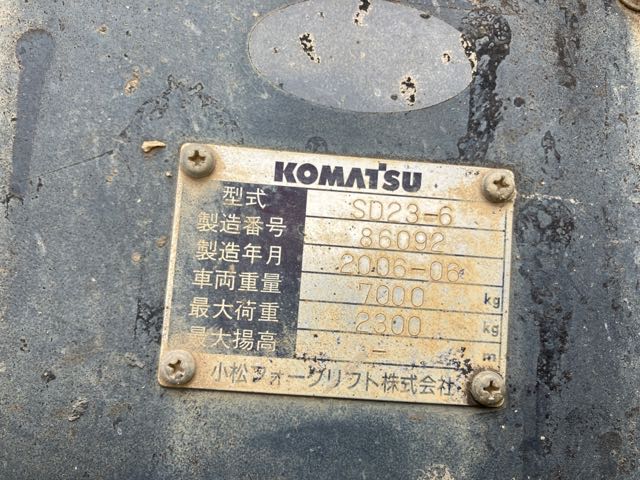 KOMATSU
型式 SD23-6
製造番号 86092
製造年月 2006-06
車両重量 7000 kg
最大荷重 2300 kg
最大揚高 - m
小松フォークリフト株式会社